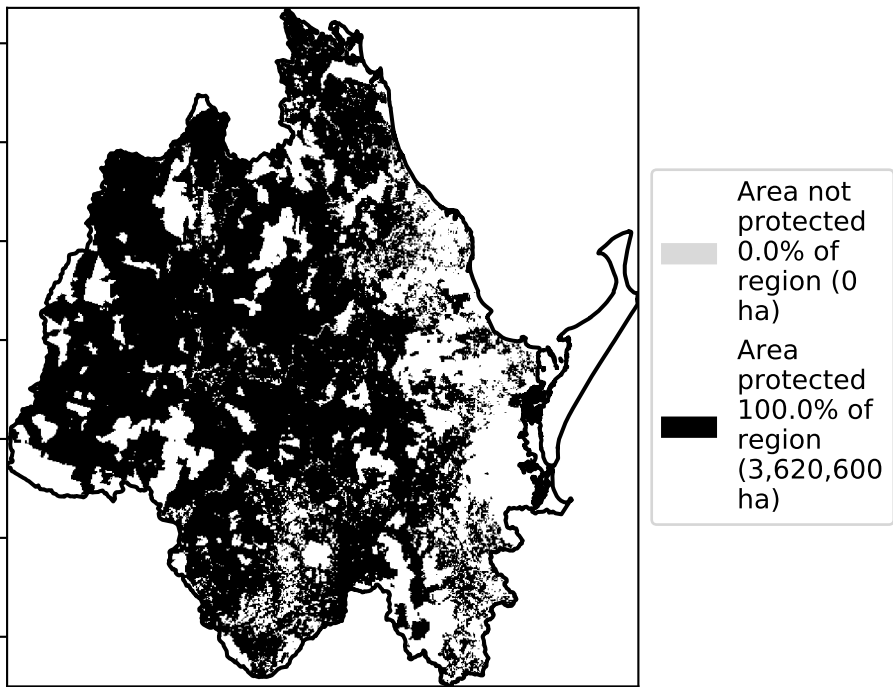 Area not
protected
0.0% of
region (0
ha)
Area
protected
100.0% of
region
(3,620,600
ha)